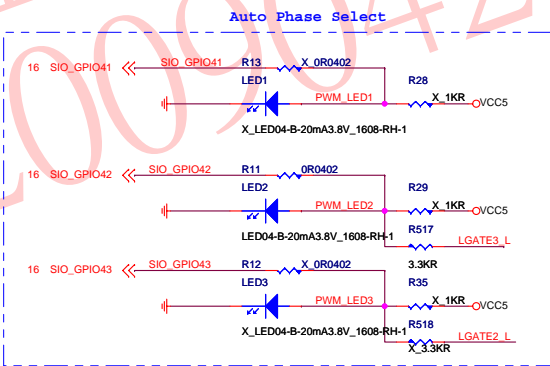 Auto Phase Select
16 SIO_GPIO41 SIO_GPIO41 R13 X_0R0402
LED1 R28
PWM_LED1 X_1KR VCC5
X_LED04-B-20mA3.8V_1608-RH-1
16 SIO_GPIO42 SIO_GPIO42 R11 0R0402
LED2 R29
PWM_LED2 X_1KR VCC5
R517
LED04-B-20mA3.8V_1608-RH-1 LGATE3_L
3.3KR
16 SIO_GPIO43 SIO_GPIO43 R12 X_0R0402
LED3 R35
PWM_LED3 X_1KR VCC5
R518
X_LED04-B-20mA3.8V_1608-RH-1 LGATE2_L
X_3.3KR